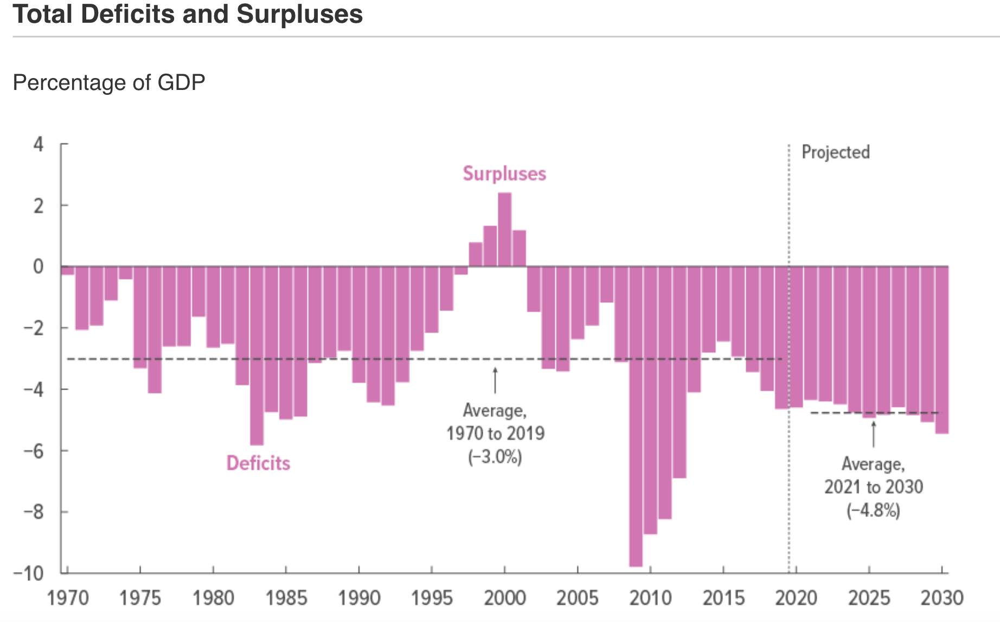 Total Deficits and Surpluses
Percentage of GDP
4
Projected
Surpluses
2
0
−2
−4
Average,
1970 to 2019
(−3.0%)
−6
Deficits
Average,
2021 to 2030
(−4.8%)
−8
−10
1970 1975 1980 1985 1990 1995 2000 2005 2010 2015 2020 2025 2030